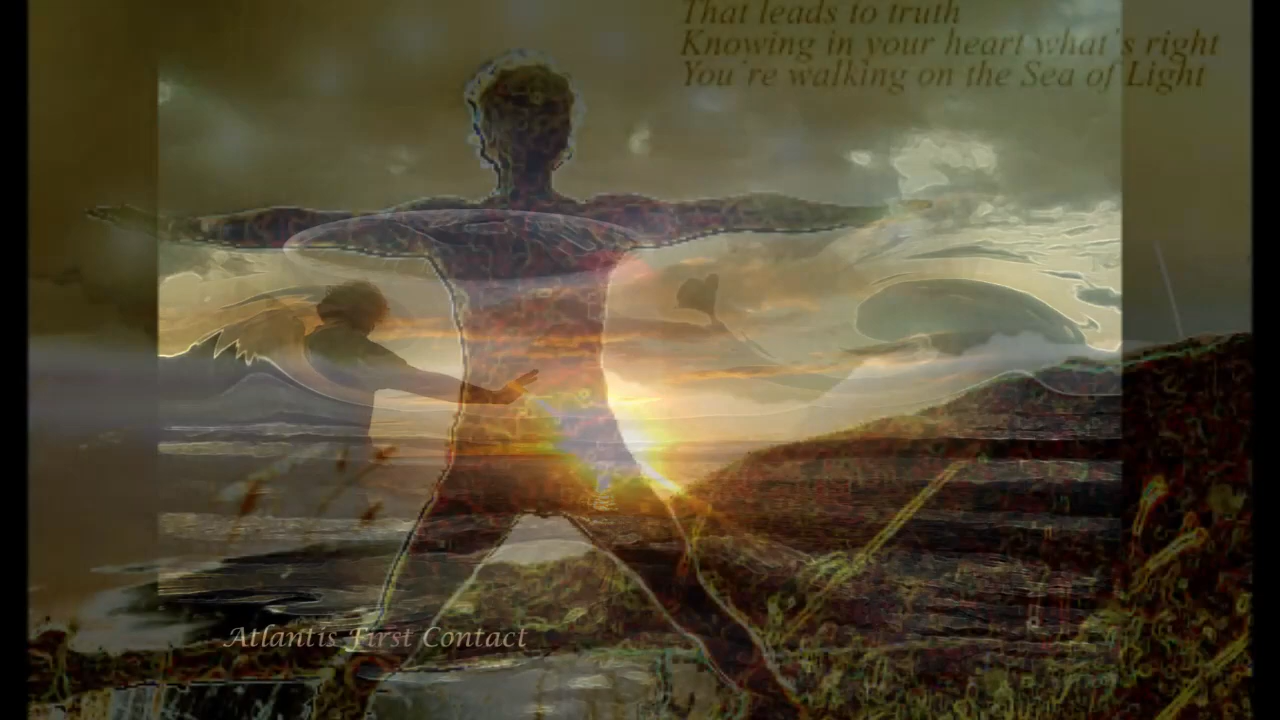 That leads to truth
Knowing in your heart what's right
You're walking on the Sea of Light
Atlantis First Contact